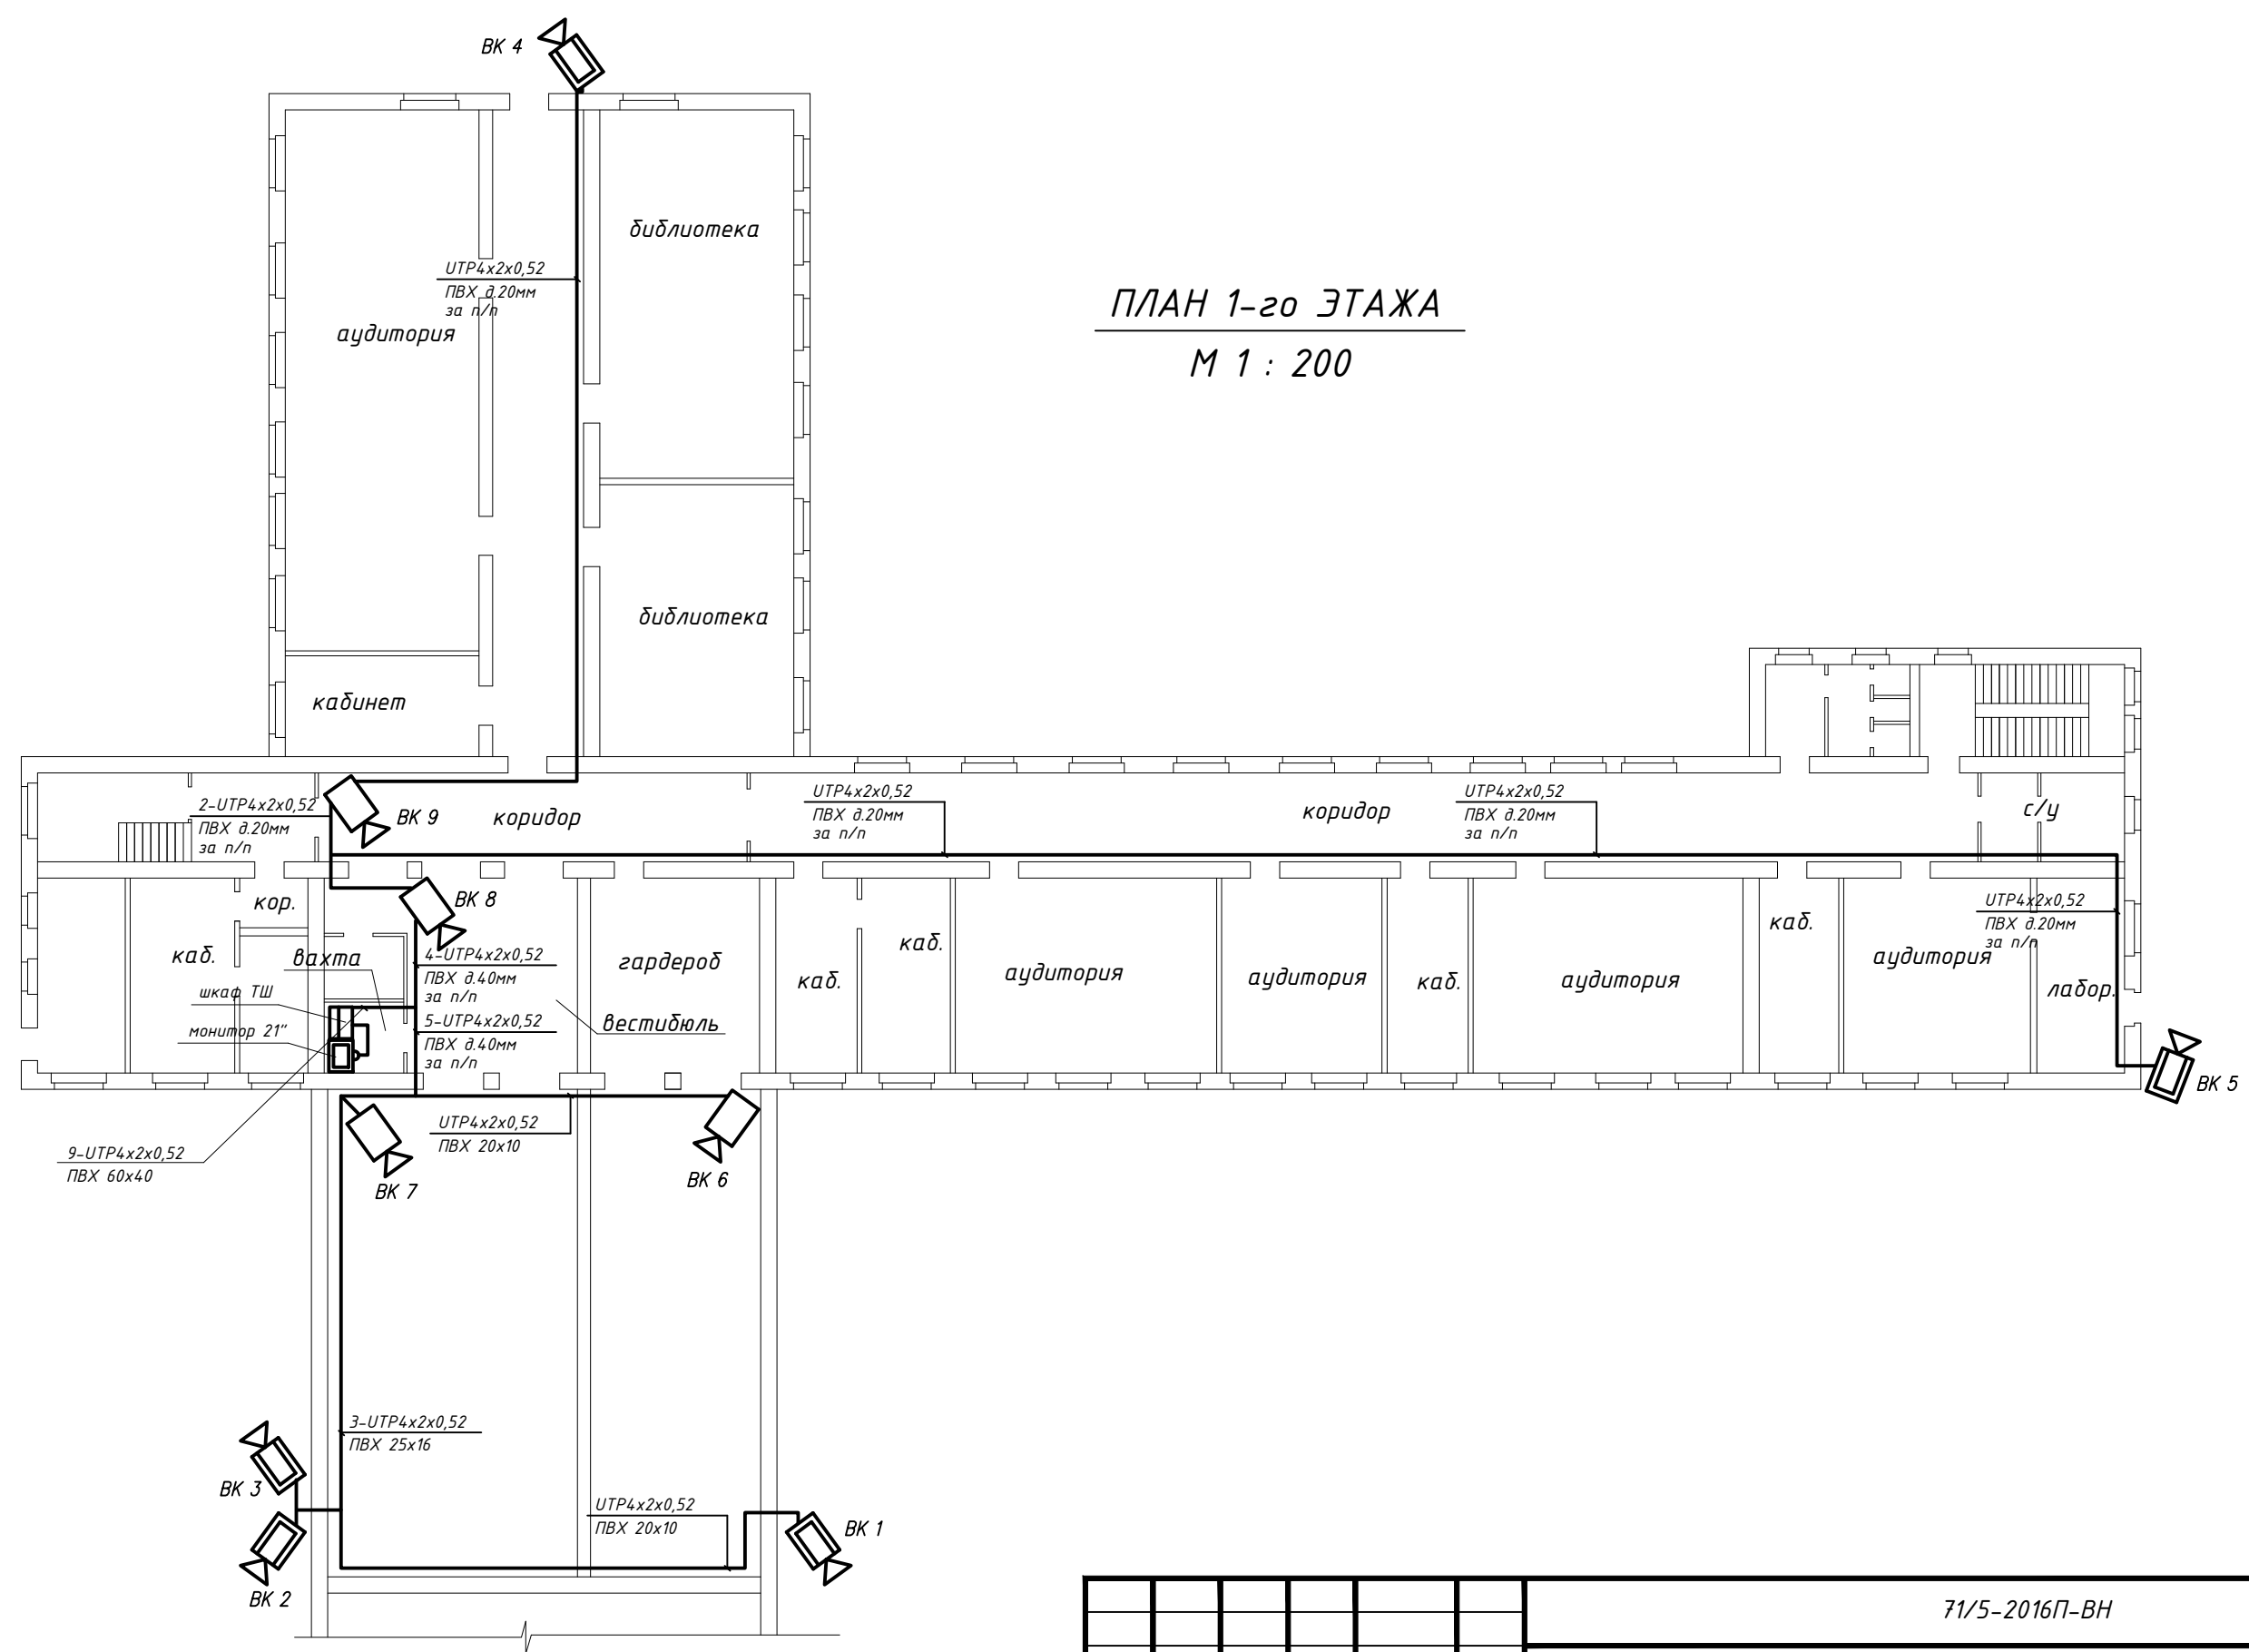 ВК 4
библиотека
UTP4x2x0,52
ПВХ д.20мм
за п/п
аудитория
ПЛАН 1-го ЭТАЖА
М 1 : 200
библиотека
кабинет
2-UTP4x2x0,52
ПВХ д.20мм
за п/п
ВК 9
коридор
UTP4x2x0,52
ПВХ д.20мм
за п/п
коридор
UTP4x2x0,52
ПВХ д.20мм
за п/п
с/у
кор.
ВК 8
каб.
вахта
4-UTP4x2x0,52
ПВХ д.40мм
за п/п
гардероб
каб.
каб.
аудитория
аудитория
каб.
аудитория
каб.
аудитория
UTP4x2x0,52
ПВХ д.20мм
за п/п
лабор.
шкаф ТШ
монитор 21"
5-UTP4x2x0,52
ПВХ д.40мм
за п/п
вестибюль
ВК 5
9-UTP4x2x0,52
ПВХ 60x40
UTP4x2x0,52
ПВХ 20x10
ВК 7
ВК 6
3-UTP4x2x0,52
ПВХ 25x16
ВК 3
UTP4x2x0,52
ПВХ 20x10
ВК 1
ВК 2
71/5-2016П-ВН